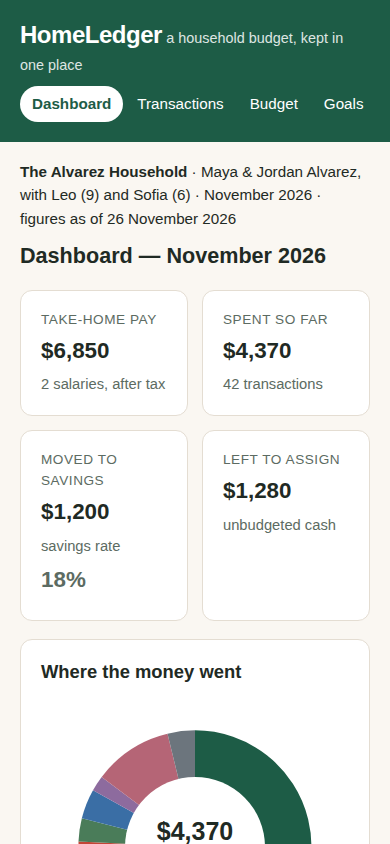 HomeLedger a household budget, kept in
one place
Dashboard Transactions Budget Goals
The Alvarez Household · Maya & Jordan Alvarez,
with Leo (9) and Sofia (6) · November 2026 ·
figures as of 26 November 2026
Dashboard — November 2026
TAKE-HOME PAY
$6,850
2 salaries, after tax
SPENT SO FAR
$4,370
42 transactions
MOVED TO
SAVINGS
$1,200
savings rate
18%
LEFT TO ASSIGN
$1,280
unbudgeted cash
Where the money went
$4,370